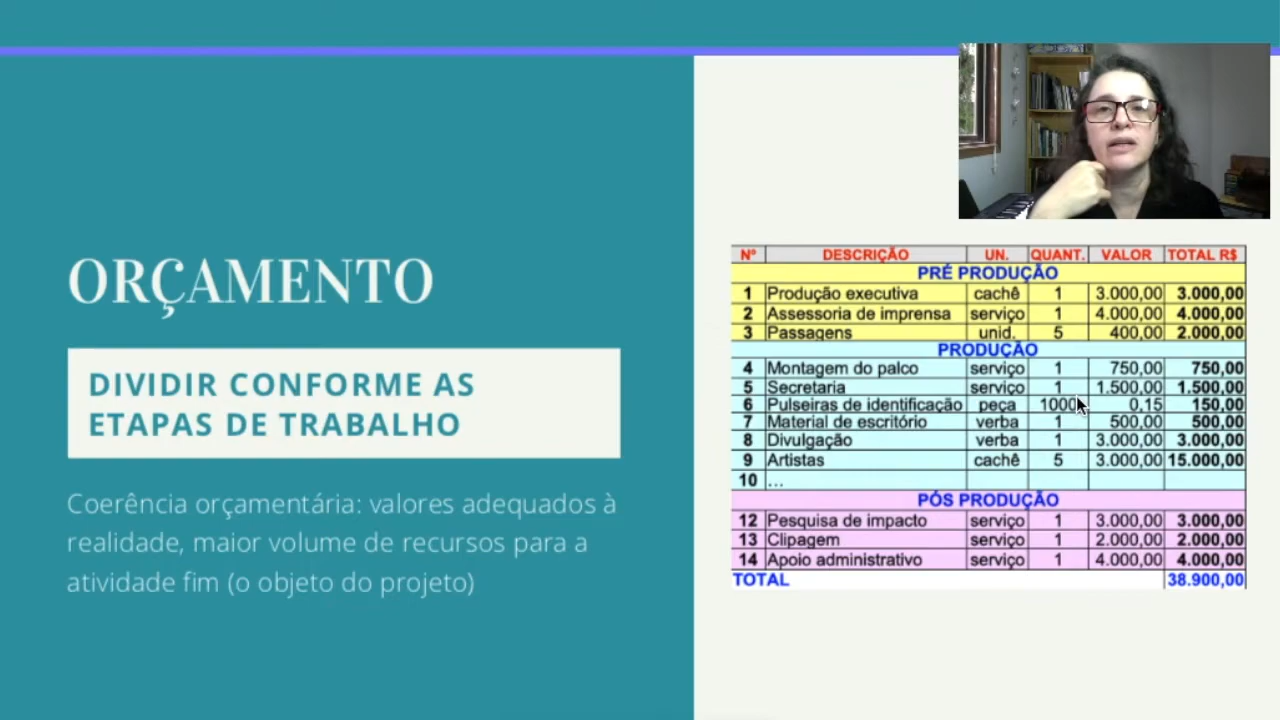 ORÇAMENTO
DIVIDIR CONFORME AS
ETAPAS DE TRABALHO
Coerência orçamentária: valores adequados à
realidade, maior volume de recursos para a
atividade fim (o objeto do projeto)
Nº DESCRIÇÃO UN. QUANT. VALOR TOTAL R$
PRÉ PRODUÇÃO
1 Produção executiva cachê 1 3.000,00 3.000,00
2 Assessoria de imprensa serviço 1 4.000,00 4.000,00
3 Passagens unid. 5 400,00 2.000,00
PRODUÇÃO
4 Montagem do palco serviço 1 750,00 750,00
5 Secretaria serviço 1 1.500,00 1.500,00
6 Pulseiras de identificação peça 1000 0,15 150,00
7 Material de escritório verba 1 500,00 500,00
8 Divulgação verba 1 3.000,00 3.000,00
9 Artistas cachê 5 3.000,00 15.000,00
10 ...
PÓS PRODUÇÃO
12 Pesquisa de impacto serviço 1 3.000,00 3.000,00
13 Clipagem serviço 1 2.000,00 2.000,00
14 Apoio administrativo serviço 1 4.000,00 4.000,00
TOTAL 38.900,00